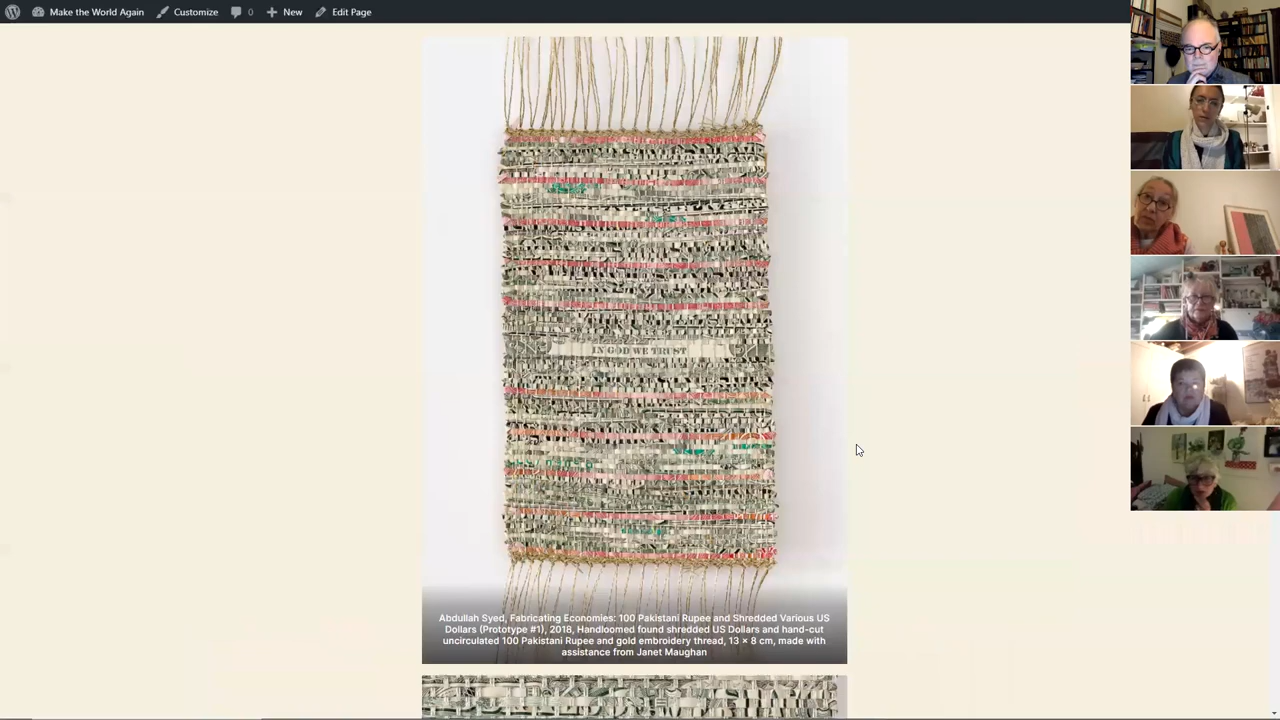 Make the World Again Customize 0 New Edit Page
IN GOD WE TRUST
Abdullah Syed, Fabricating Economies: 100 Pakistani Rupee and Shredded Various US
Dollars (Prototype #1), 2018, Handloomed found shredded US Dollars and hand-cut
uncirculated 100 Pakistani Rupee and gold embroidery thread, 13 × 8 cm, made with
assistance from Janet Maughan